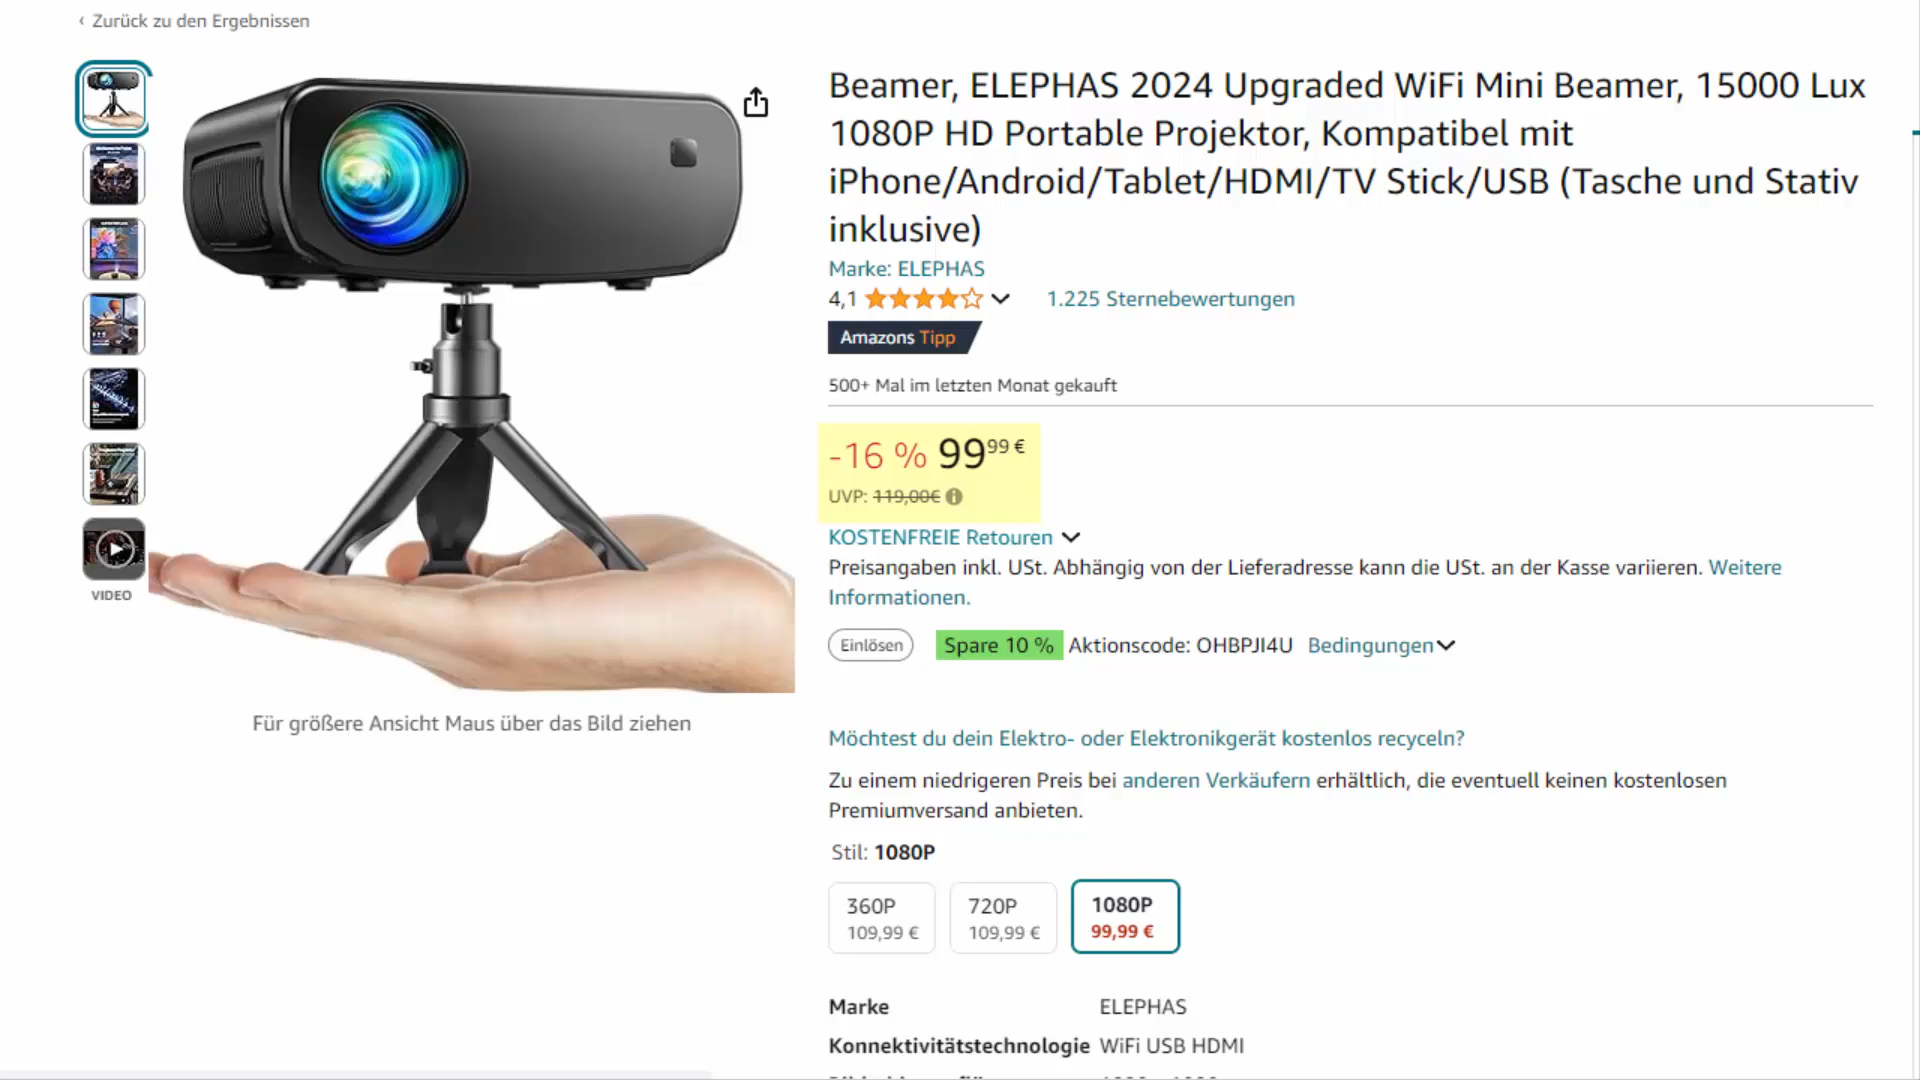 ‹ Zurück zu den Ergebnissen
VIDEO
Für größere Ansicht Maus über das Bild ziehen
Beamer, ELEPHAS 2024 Upgraded WiFi Mini Beamer, 15000 Lux
1080P HD Portable Projektor, Kompatibel mit
iPhone/Android/Tablet/HDMI/TV Stick/USB (Tasche und Stativ
inklusive)
Marke: ELEPHAS
4,1 1.225 Sternebewertungen
Amazons Tipp
500+ Mal im letzten Monat gekauft
-16 % 99 99 €
UVP: 119,00€
KOSTENFREIE Retouren
Preisangaben inkl. USt. Abhängig von der Lieferadresse kann die USt. an der Kasse variieren. Weitere
Informationen.
Einlösen Spare 10 % Aktionscode: OHBPJI4U Bedingungen
Möchtest du dein Elektro- oder Elektronikgerät kostenlos recyceln?
Zu einem niedrigeren Preis bei anderen Verkäufern erhältlich, die eventuell keinen kostenlosen
Premiumversand anbieten.
Stil: 1080P
360P 720P 1080P
109,99 € 109,99 € 99,99 €
Marke ELEPHAS
Konnektivitätstechnologie WiFi USB HDMI